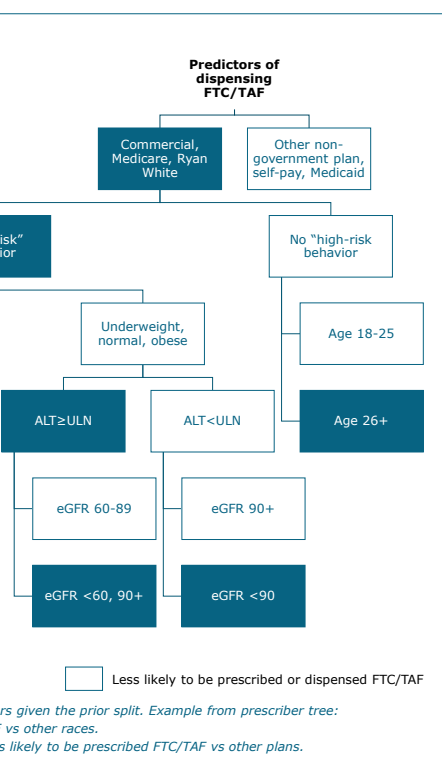 Predictors of
dispensing
FTC/TAF
Commercial,
Medicare, Ryan
White
Other non-
government plan,
self-pay, Medicaid
isk”
ior
No “high-risk
behavior
Underweight,
normal, obese
Age 18-25
ALT≥ULN
ALT<ULN
Age 26+
eGFR 60-89
eGFR 90+
eGFR <60, 90+
eGFR <90
Less likely to be prescribed or dispensed FTC/TAF
rs given the prior split. Example from prescriber tree:
vs other races.
s likely to be prescribed FTC/TAF vs other plans.